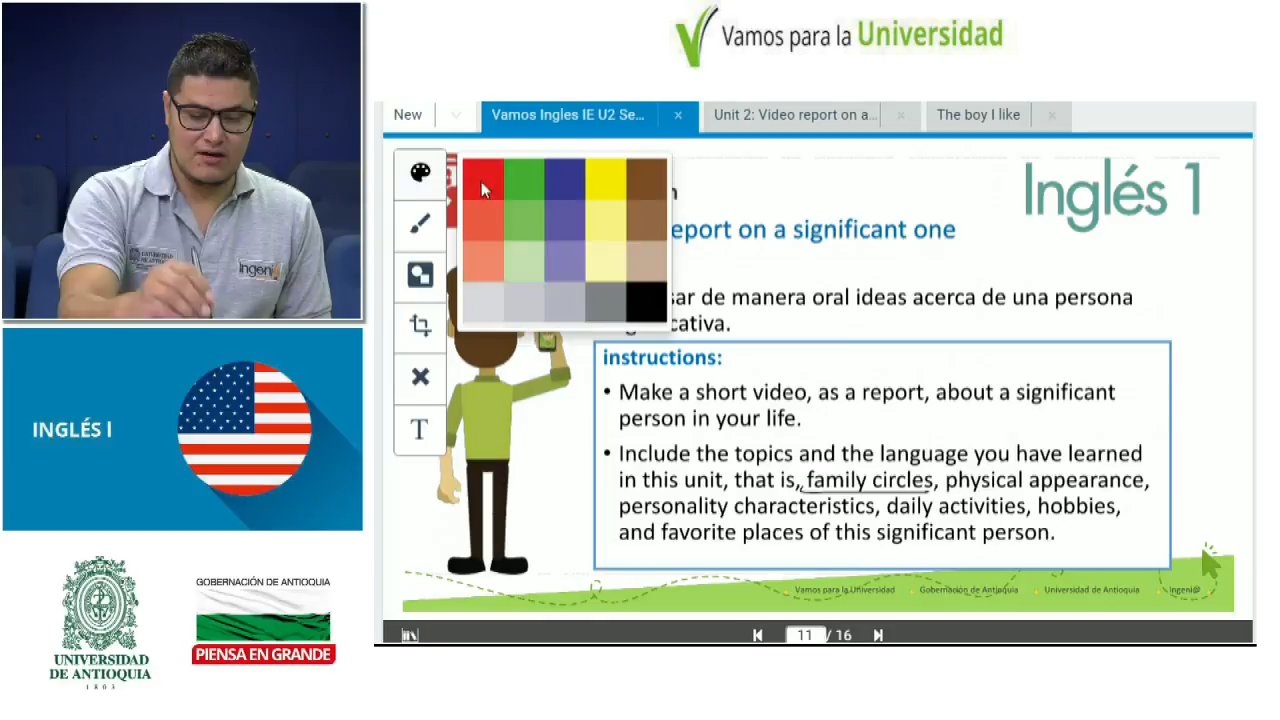 Vamos para la Universidad
New
Vamos Ingles IE U2 Se...
Unit 2: Video report on a...
The boy I like
Inglés 1
eport on a significant one
sar de manera oral ideas acerca de una persona
cativa.
instructions:
• Make a short video, as a report, about a significant
person in your life.
• Include the topics and the language you have learned
in this unit, that is, family circles, physical appearance,
personality characteristics, daily activities, hobbies,
and favorite places of this significant person.
Vamos para la Universidad
Gobernación de Antioquia
Universidad de Antioquia
Ingeni@
11 / 16
T
ingeni@
INGLÉS I
UNIVERSIDAD
DE ANTIOQUIA
1803
GOBERNACIÓN DE ANTIOQUIA
PIENSA EN GRANDE